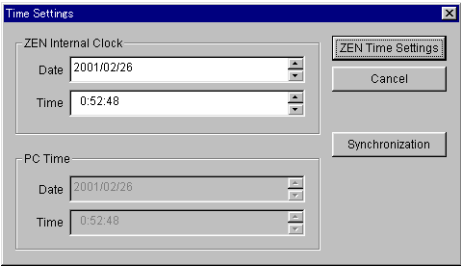 Time Settings
ZEN Internal Clock
Date 2001/02/26
Time 0:52:48
PC Time
Date 2001/02/26
Time 0:52:48
ZEN Time Settings
Cancel
Synchronization